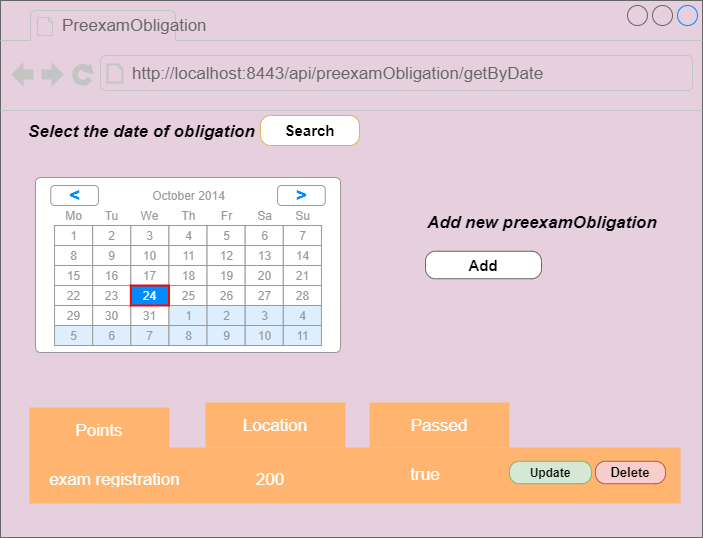 PreexamObligation
http://localhost:8443/api/preexamObligation/getByDate
Select the date of obligation Search
< October 2014 >
Mo Tu We Th Fr Sa Su
1 2 3 4 5 6 7
8 9 10 11 12 13 14
15 16 17 18 19 20 21
22 23 24 25 26 27 28
29 30 31 1 2 3 4
5 6 7 8 9 10 11
Add new preexamObligation
Add
Points Location Passed
exam registration 200 true Update Delete